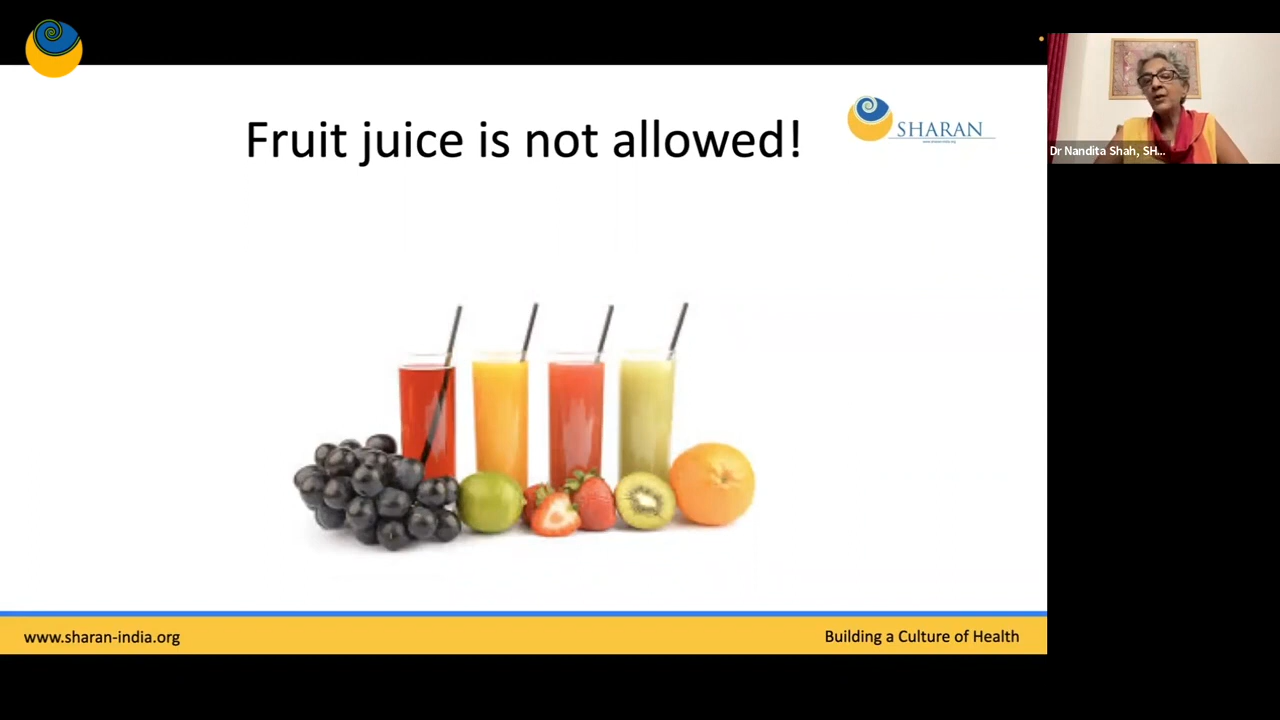 Fruit juice is not allowed!
SHARAN
Dr Nandita Shah, SH...
www.sharan-india.org
Building a Culture of Health